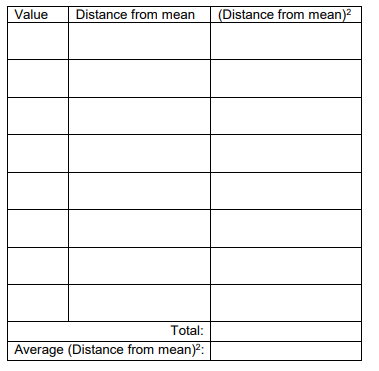 Value Distance from mean (Distance from mean)²
Total:
Average (Distance from mean)²: